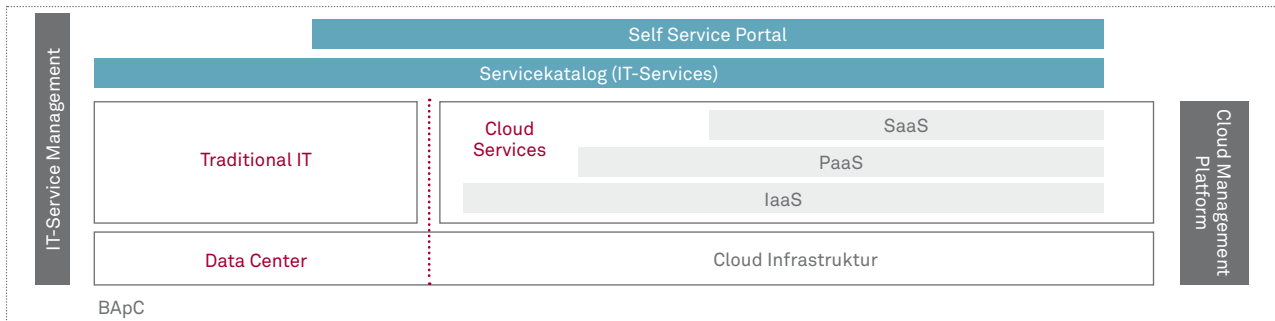 IT-Service Management
Self Service Portal
Servicekatalog (IT-Services)
Traditional IT
Cloud
Services
SaaS
PaaS
IaaS
Data Center
Cloud Infrastruktur
Cloud Management
Platform
BApC